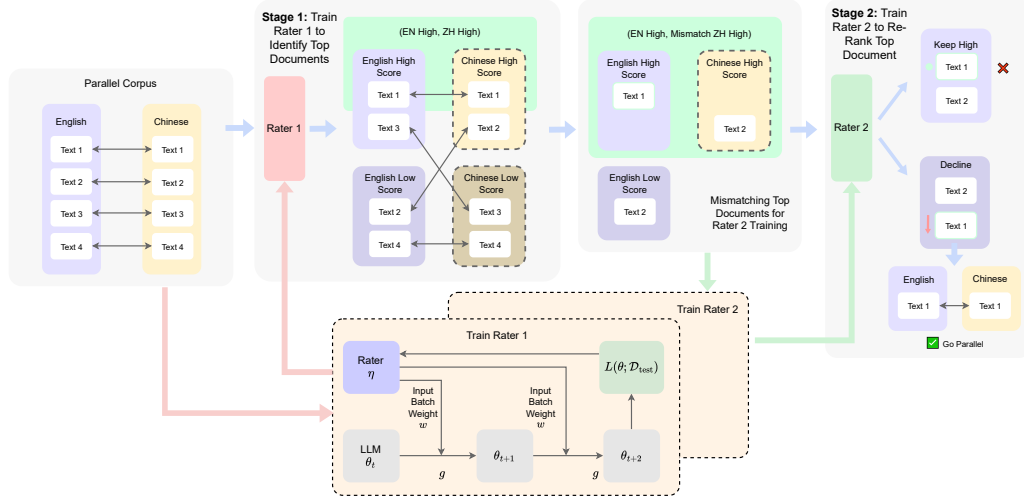 Parallel Corpus
English
Chinese
Text 1
Text 1
Text 2
Text 2
Text 3
Text 3
Text 4
Text 4
Stage 1: Train
Rater 1 to
Identify Top
Documents
Rater 1
(EN High, ZH High)
English High
Score
Chinese High
Score
Text 1
Text 1
Text 3
Text 2
English Low
Score
Chinese Low
Score
Text 2
Text 3
Text 4
Text 4
(EN High, Mismatch ZH High)
English High
Score
Chinese High
Score
Text 1
Text 2
English Low
Score
Text 2
Mismatching Top
Documents for
Rater 2 Training
Stage 2: Train
Rater 2 to Re-
Rank Top
Document
Rater 2
Keep High
Text 1
Text 2
Decline
Text 2
Text 1
English
Chinese
Text 1
Text 1
Go Parallel
Train Rater 2
Train Rater 1
Rater
η
Input
Batch
Weight
w
Input
Batch
Weight
w
L(θ; 𝒟test)
LLM
θt
g
θt+1
g
θt+2